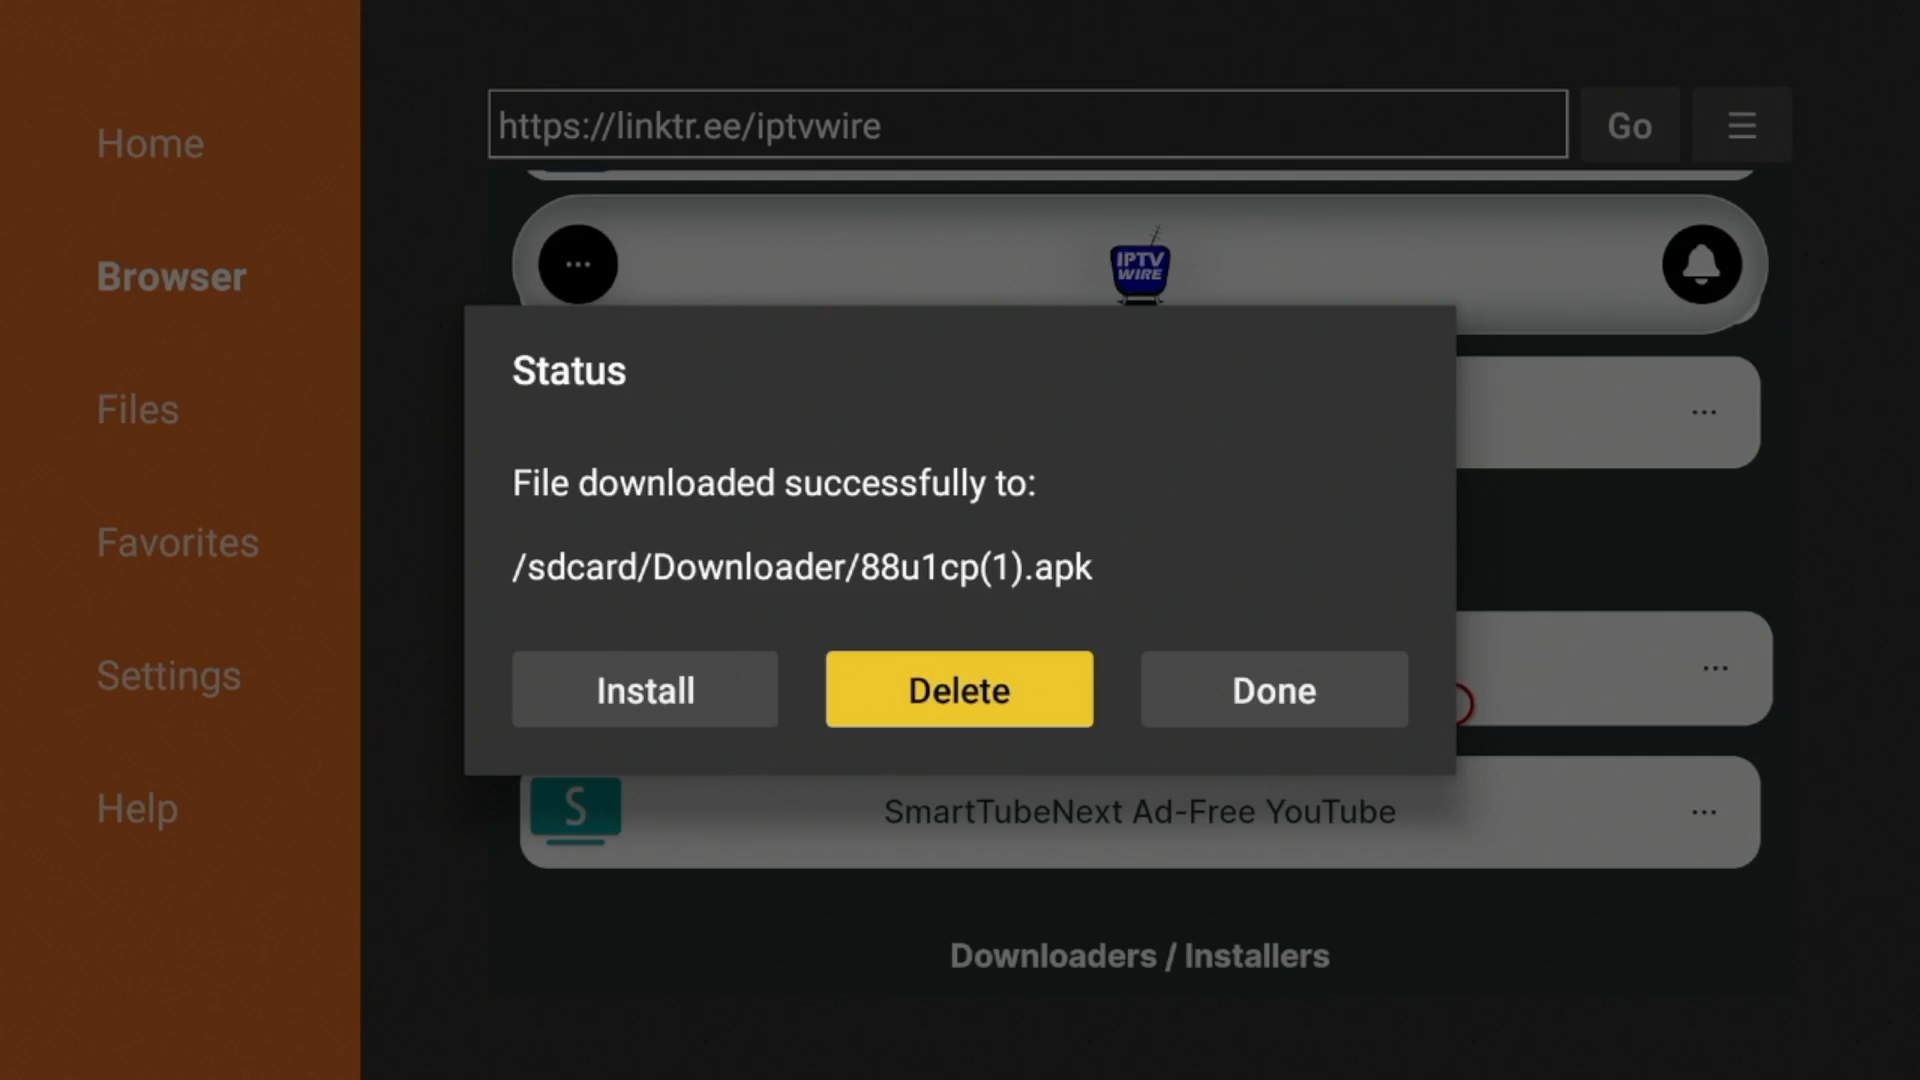 Home
Browser
Files
Favorites
Settings
Help
https://linktr.ee/iptvwire
Go
IPTV
WIRE
Status
File downloaded successfully to:
/sdcard/Downloader/88u1cp(1).apk
Install
Delete
Done
S
SmartTubeNext Ad-Free YouTube
Downloaders / Installers